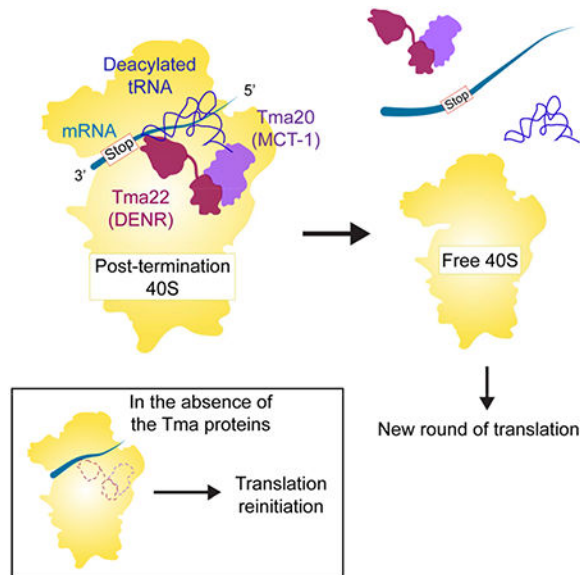 Deacylated
tRNA
5'
mRNA
Stop
Tma20
(MCT-1)
3'
Tma22
(DENR)
Post-termination
40S
Stop
Free 40S
New round of translation
In the absence of
the Tma proteins
Translation
reinitiation